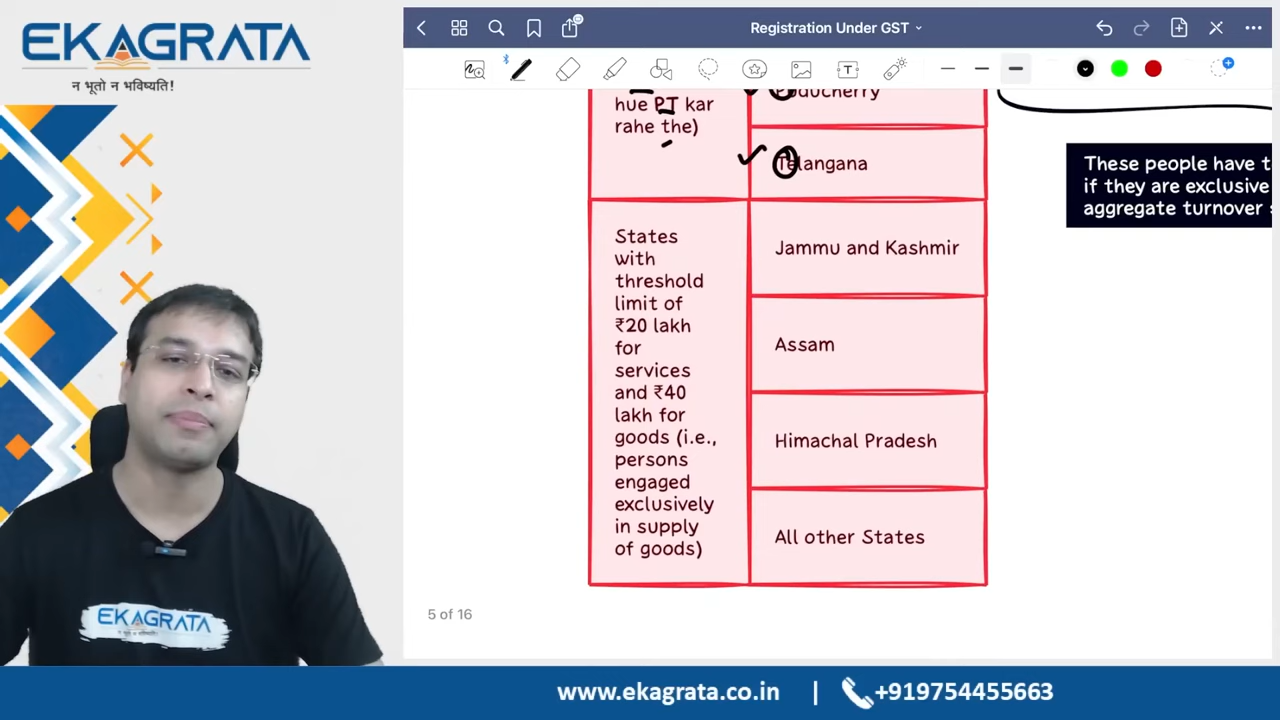 EKAGRATA
न भूतो न भविष्यति!
Registration Under GST
T
hue PT kar
rahe the)
Puducherry
Telangana
These people have t
if they are exclusive
aggregate turnover
States
with
threshold
limit of
₹20 lakh
for
services
and ₹40
lakh for
goods (i.e.,
persons
engaged
exclusively
in supply
of goods)
Jammu and Kashmir
Assam
Himachal Pradesh
All other States
5 of 16
EKAGRATA
न भूतो न भविष्यति!
www.ekagrata.co.in | +919754455663